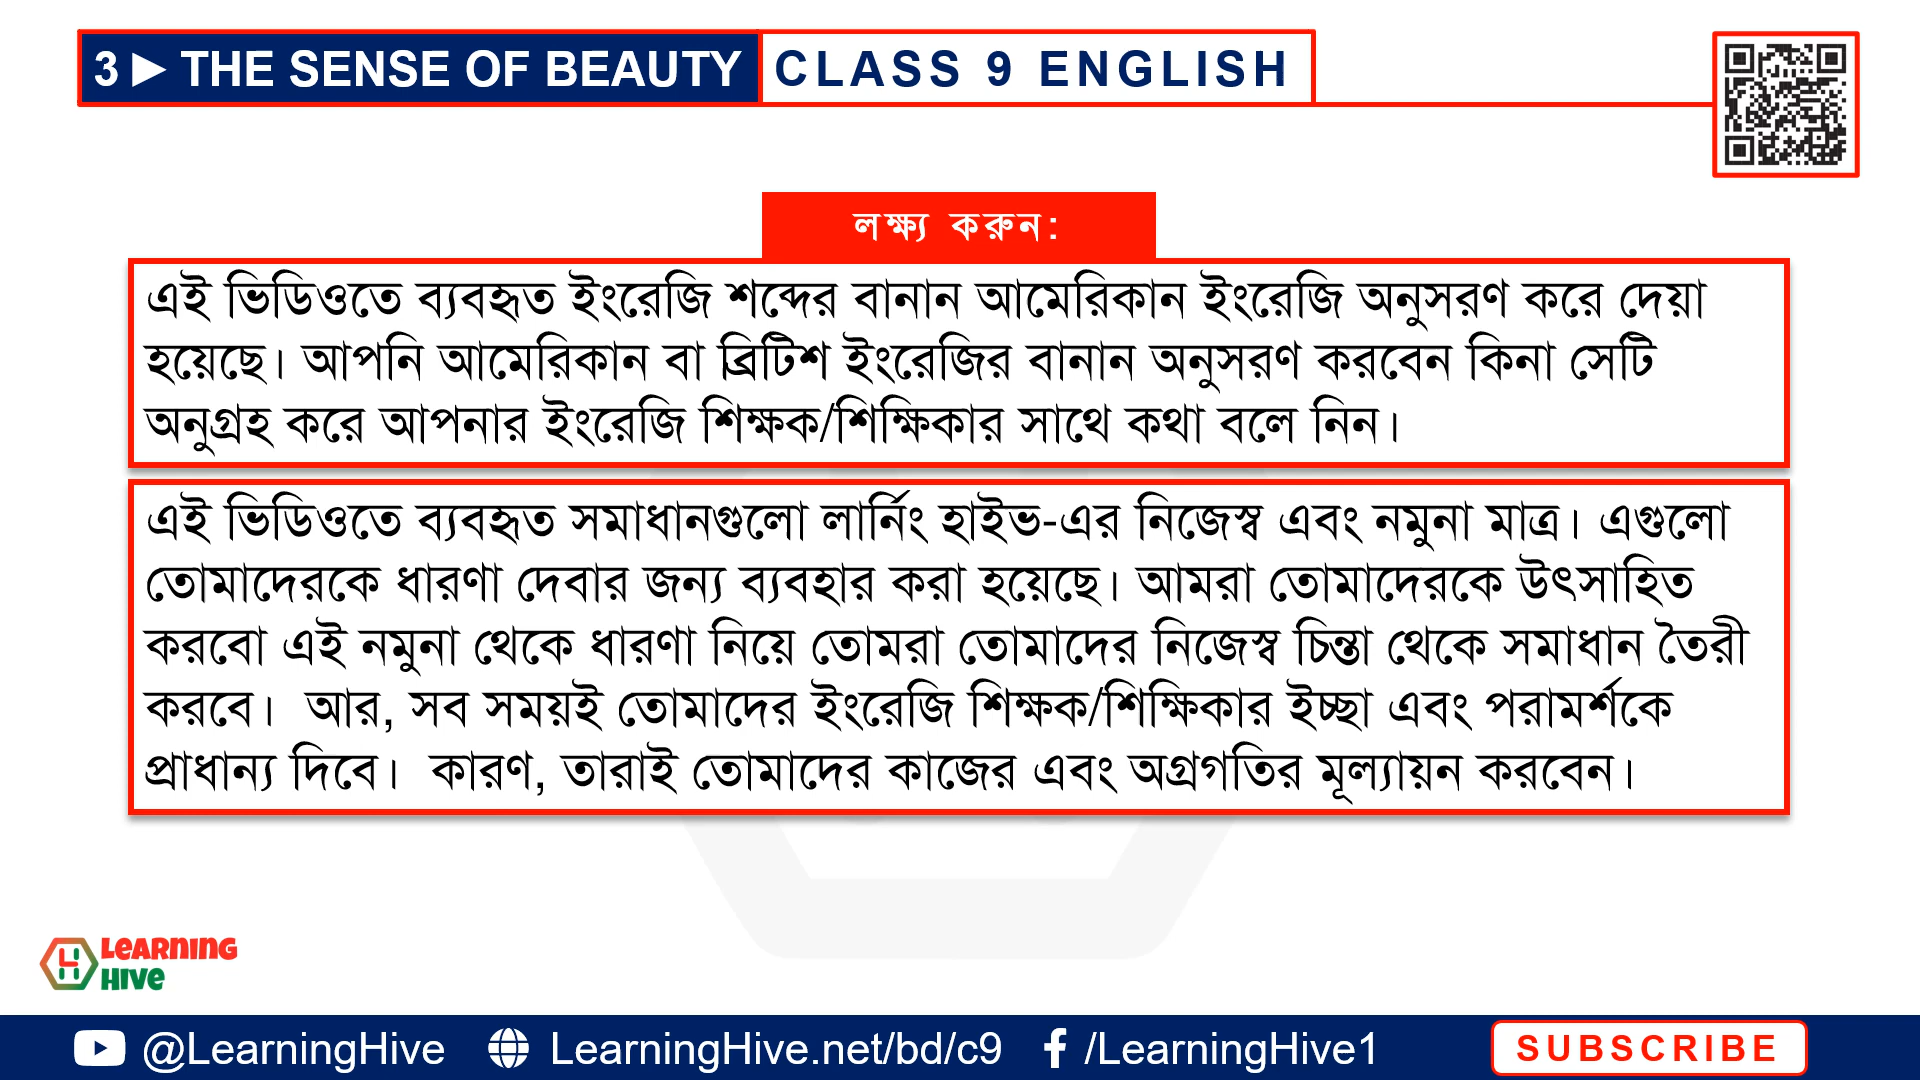 3 ► THE SENSE OF BEAUTY CLASS 9 ENGLISH
লক্ষ্য করুন:
এই ভিডিওতে ব্যবহৃত ইংরেজি শব্দের বানান আমেরিকান ইংরেজি অনুসরণ করে দেয়া
হয়েছে। আপনি আমেরিকান বা ব্রিটিশ ইংরেজির বানান অনুসরণ করবেন কিনা সেটি
অনুগ্রহ করে আপনার ইংরেজি শিক্ষক/শিক্ষিকার সাথে কথা বলে নিন।
এই ভিডিওতে ব্যবহৃত সমাধানগুলো লার্নিং হাইভ-এর নিজেস্ব এবং নমুনা মাত্র। এগুলো
তোমাদেরকে ধারণা দেবার জন্য ব্যবহার করা হয়েছে। আমরা তোমাদেরকে উৎসাহিত
করবো এই নমুনা থেকে ধারণা নিয়ে তোমরা তোমাদের নিজেস্ব চিন্তা থেকে সমাধান তৈরী
করবে। আর, সব সময়ই তোমাদের ইংরেজি শিক্ষক/শিক্ষিকার ইচ্ছা এবং পরামর্শকে
প্রাধান্য দিবে। কারণ, তারাই তোমাদের কাজের এবং অগ্রগতির মূল্যায়ন করবেন।
LEARNING
HIVE
@LearningHive LearningHive.net/bd/c9 /LearningHive1 SUBSCRIBE